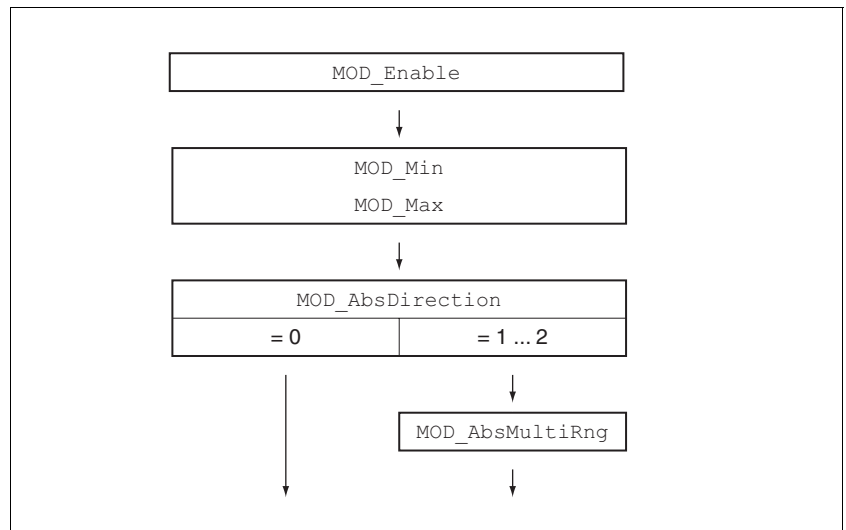 MOD_Enable
MOD_Min
MOD_Max
MOD_AbsDirection
= 0
= 1 ... 2
MOD_AbsMultiRng